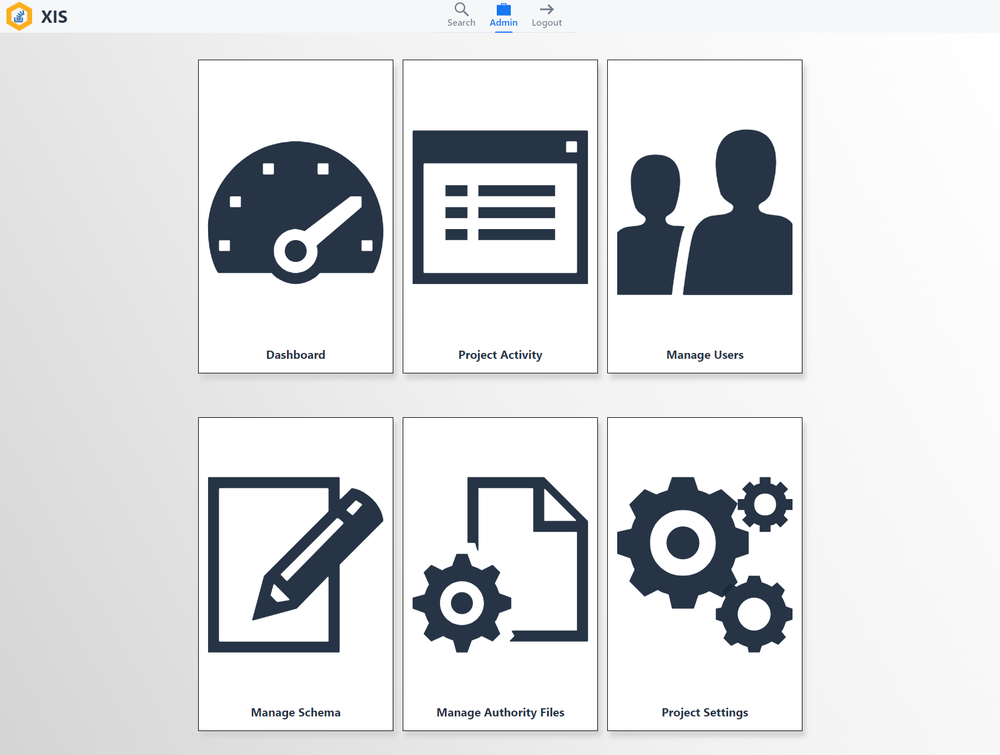 XIS
Search
Admin
Logout
Dashboard
Project Activity
Manage Users
Manage Schema
Manage Authority Files
Project Settings